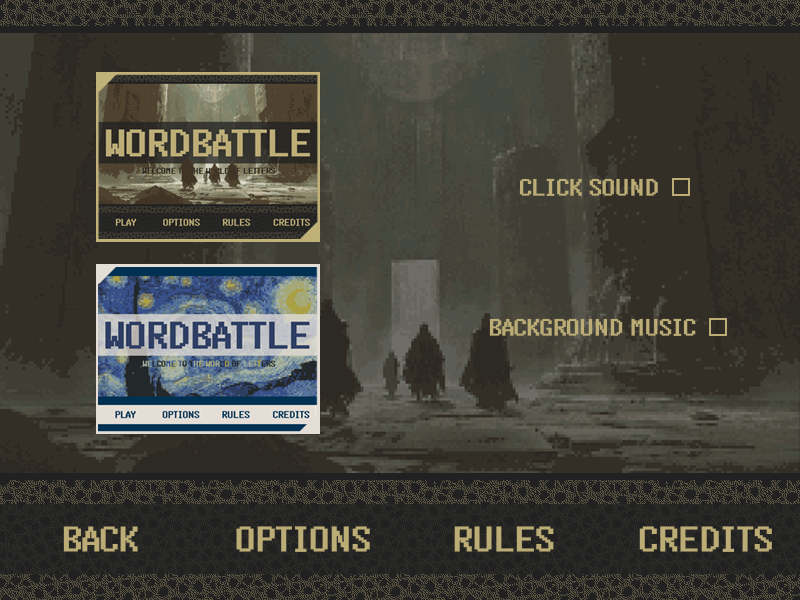 WORDBATTLE
WELCOME TO THE WORLD OF LETTERS
PLAY OPTIONS RULES CREDITS
WORDBATTLE
WELCOME TO THE WORLD OF LETTERS
PLAY OPTIONS RULES CREDITS
CLICK SOUND
BACKGROUND MUSIC
BACK OPTIONS RULES CREDITS